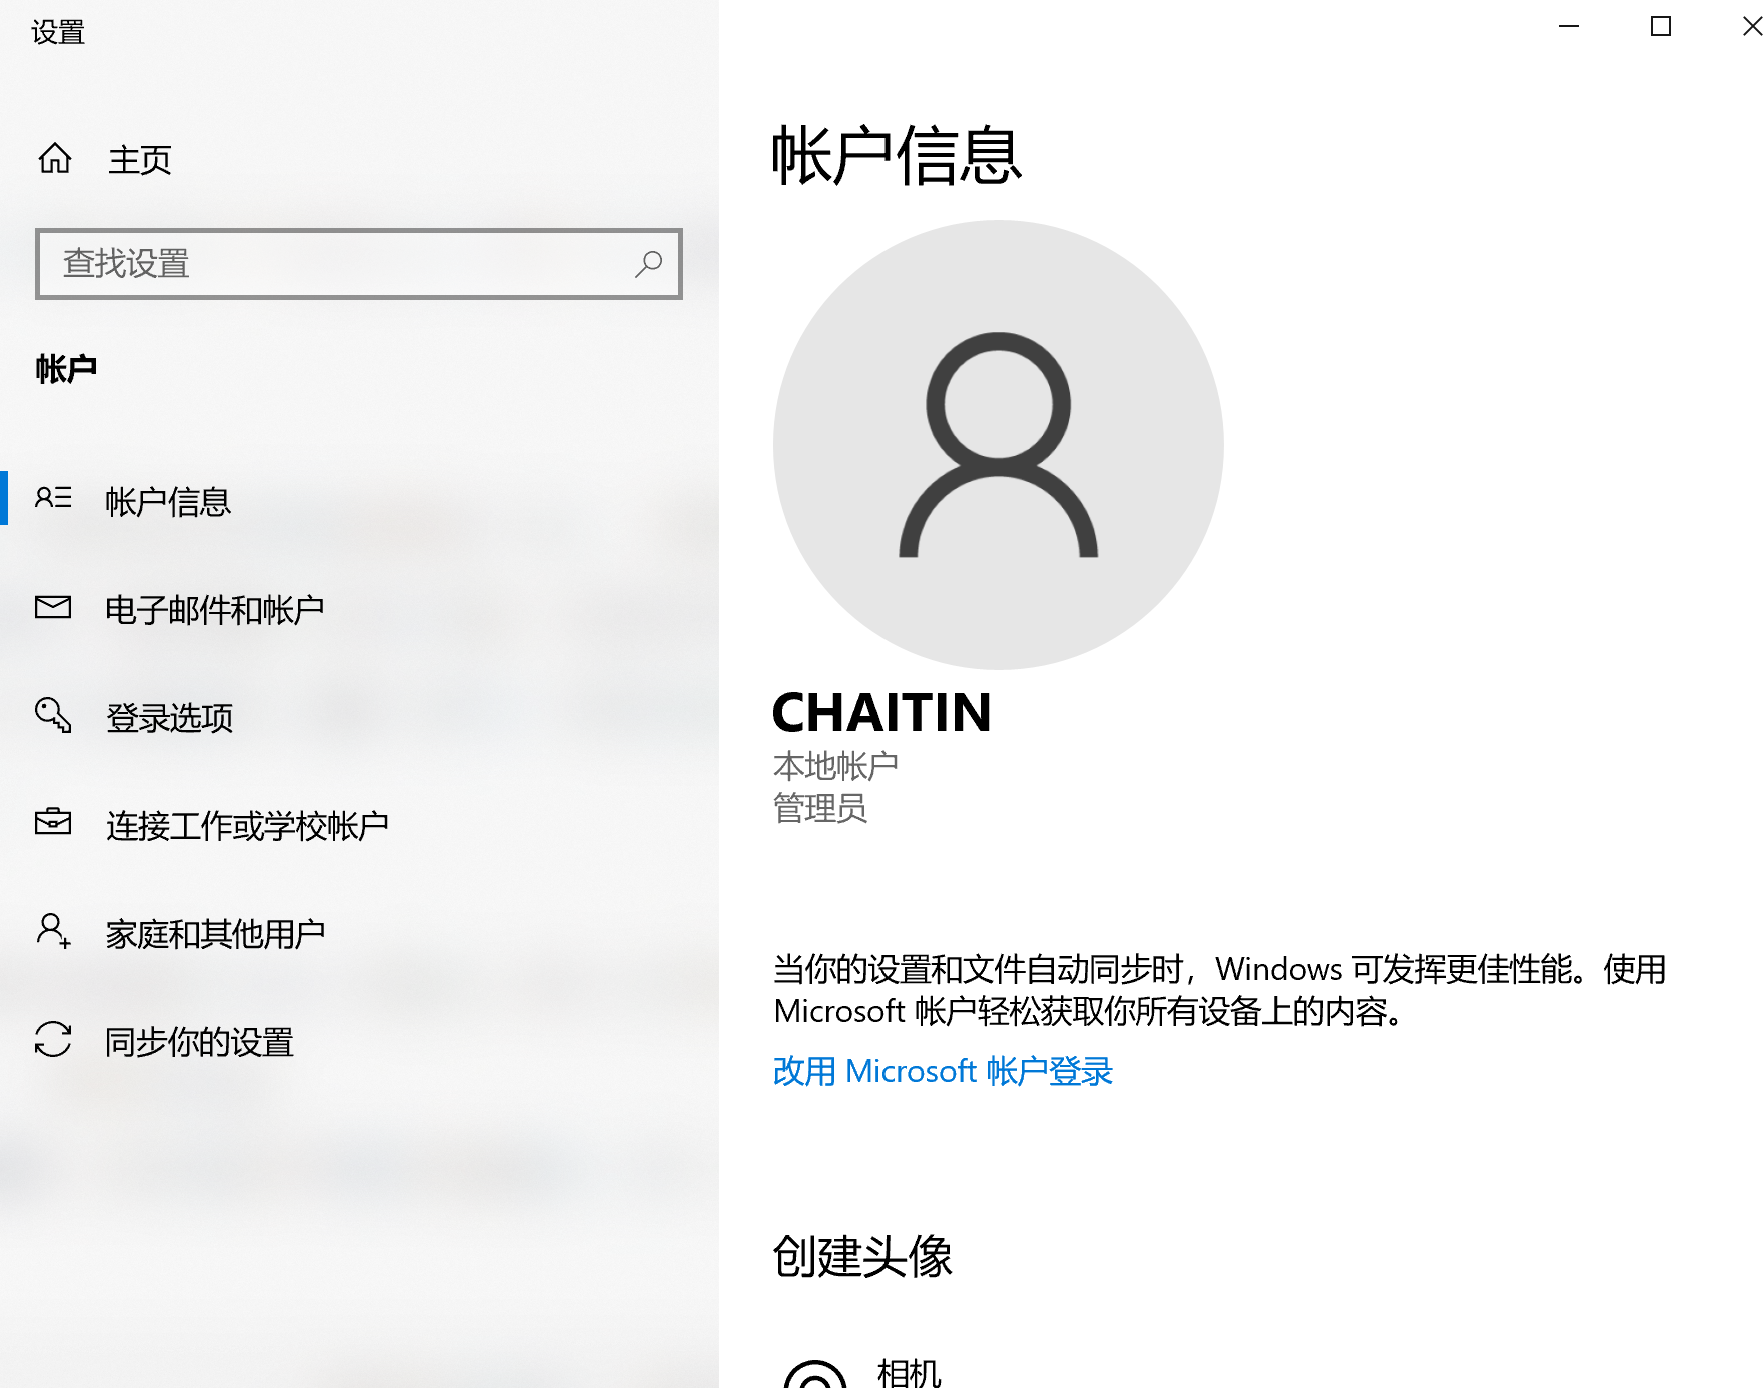 设置
主页
查找设置
帐户
帐户信息
电子邮件和帐户
登录选项
连接工作或学校帐户
家庭和其他用户
同步你的设置
帐户信息
CHAITIN
本地帐户
管理员
当你的设置和文件自动同步时，Windows 可发挥更佳性能。使用
Microsoft 帐户轻松获取你所有设备上的内容。
改用 Microsoft 帐户登录
创建头像
相机